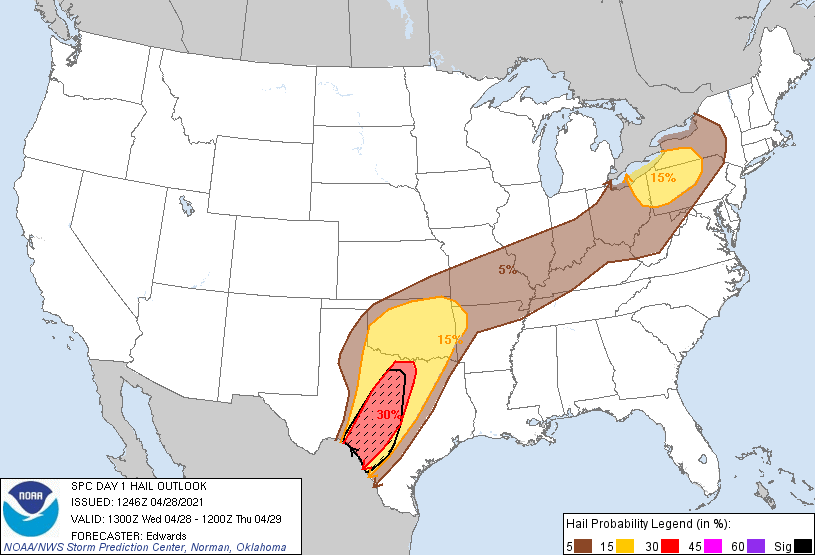 15%
5%
15%
30%
NOAA
SPC DAY 1 HAIL OUTLOOK
ISSUED: 1246Z 04/28/2021
VALID: 1300Z Wed 04/28 - 1200Z Thu 04/29
FORECASTER: Edwards
NOAA/NWS Storm Prediction Center, Norman, Oklahoma
Hail Probability Legend (in %):
5 15 30 45 60 Sig